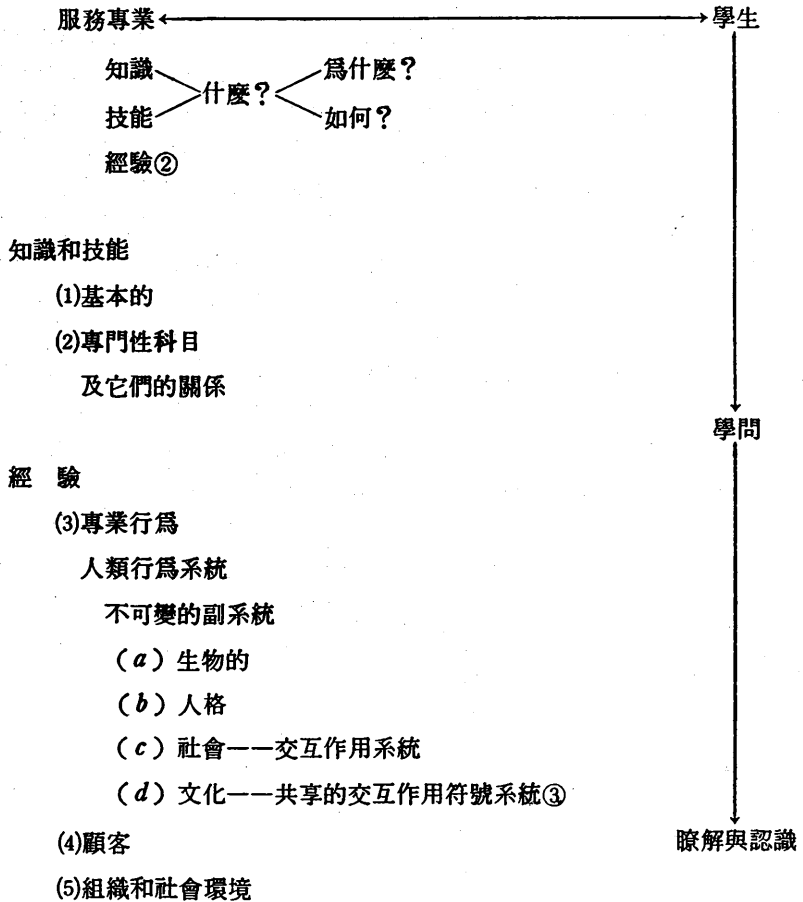 服務專業 學生
知識 爲什麼?
什麼?
技能 如何?
經驗②
知識和技能
(1)基本的
(2)專門性科目
及它們的關係
學問
經 驗
(3)專業行爲
人類行爲系統
不可變的副系統
(a)生物的
(b)人格
(c)社會——交互作用系統
(d)文化——共享的交互作用符號系統③
(4)顧客 瞭解與認識
(5)組織和社會環境